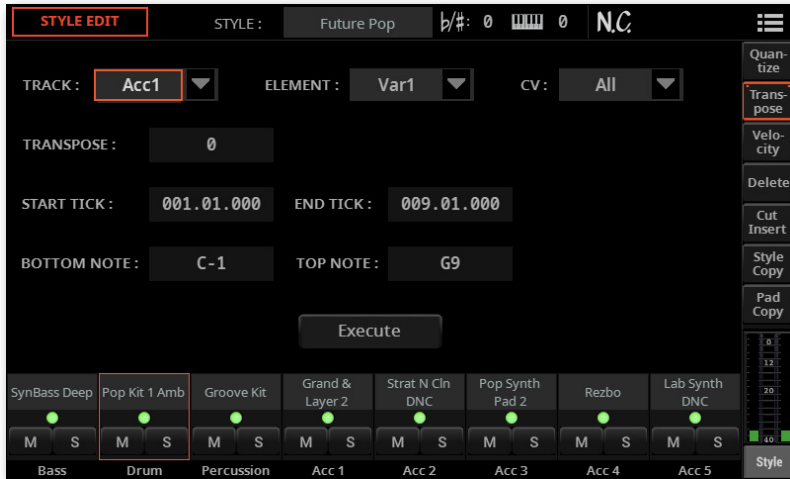 STYLE EDIT
STYLE :
Future Pop
b/#: 0
0
N.C.
TRACK :
Acc1
ELEMENT :
Var1
CV :
All
TRANSPOSE :
0
START TICK :
001.01.000
END TICK :
009.01.000
BOTTOM NOTE :
C-1
TOP NOTE :
G9
Execute
Quan-
tize
Trans-
pose
Velo-
city
Delete
Cut
Insert
Style
Copy
Pad
Copy
0
12
20
40
Style
SynBass Deep
Pop Kit 1 Amb
Groove Kit
Grand &
Layer 2
Strat N Cln
DNC
Pop Synth
Pad 2
Rezbo
Lab Synth
DNC
M S M S M S M S M S M S M S M S
Bass
Drum
Percussion
Acc 1
Acc 2
Acc 3
Acc 4
Acc 5